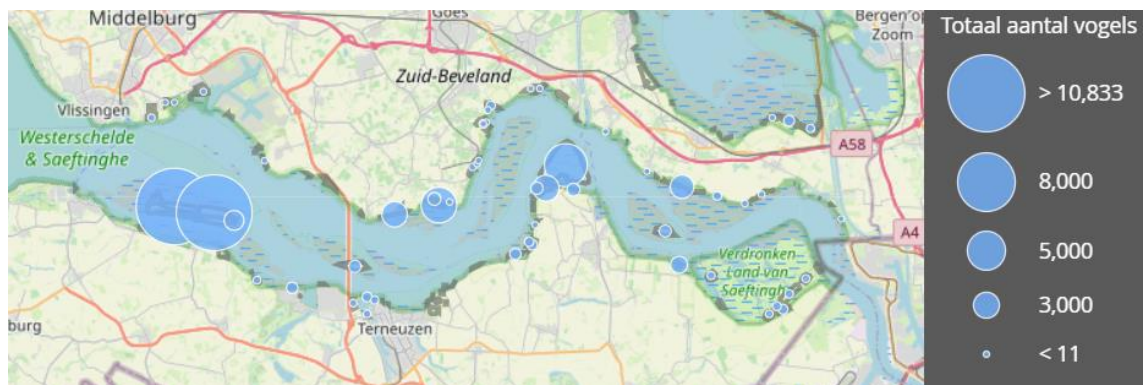 Middelburg
Goes
Bergen op
Zoom
Zuid-Beveland
Vlissingen
Westerschelde
& Saeftinghe
A58
A4
Verdronken
Land van
Saefting
Terneuzen
burg
Totaal aantal vogels
> 10,833
8,000
5,000
3,000
< 11